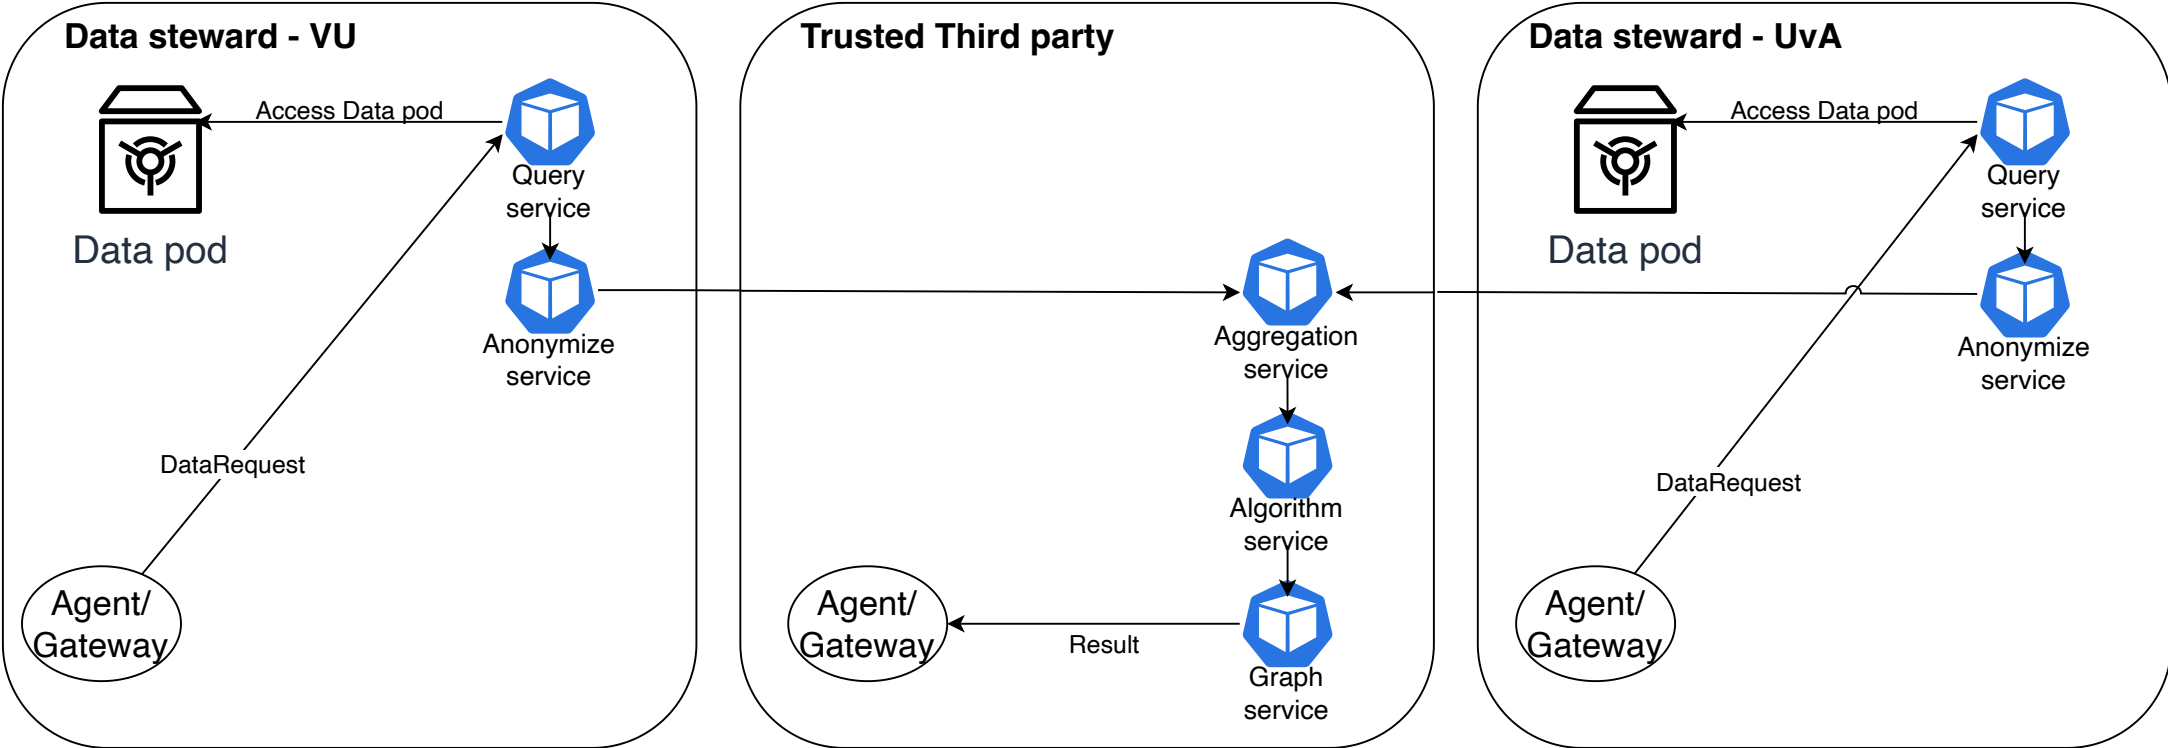 Data steward - VU
Access Data pod
Query
service
Data pod
Anonymize
service
DataRequest
Agent/
Gateway
Trusted Third party
Aggregation
service
Algorithm
service
Agent/
Gateway
Result
Graph
service
Data steward - UvA
Access Data pod
Query
service
Data pod
Anonymize
service
DataRequest
Agent/
Gateway